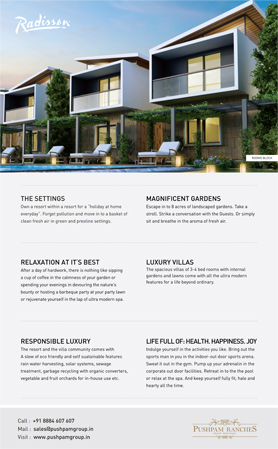 Radisson
ROOMS BLOCK
THE SETTINGS
Own a resort within a resort for a "holiday at home
everyday". Forget pollution and move in to a basket of
clean fresh air in green and prestine settings.
MAGNIFICENT GARDENS
Escape in to 8 acres of landscaped gardens. Take a
stroll. Strike a conversation with the Guests. Or simply
sit and breathe in the aroma of fresh air.
RELAXATION AT IT'S BEST
After a day of hardwork, there is nothing like sipping
a cup of coffee in the calmness of your garden or
spending your evenings in devouring the nature's
bounty or hosting a barbeque party at your party lawn
or rejuvenate yourself in the lap of ultra modern spa.
LUXURY VILLAS
The spacious villas of 3-4 bed rooms with internal
gardens and lawns come with all the ultra modern
features for a life beyond ordinary.
RESPONSIBLE LUXURY
The resort and the villa community comes with
A slew of eco friendly and self sustainable features
rain water harvesting, solar systems, sewage
treatment, garbage recycling with organic converters,
vegetable and fruit orchards for in-house use etc.
LIFE FULL OF: HEALTH. HAPPINESS. JOY
Indulge yourself in the activities you like. Bring out the
sports man in you in the indoor-out door sports arena.
Sweat it out in the gym. Pump up your adrenalin in the
corporate out door facilities. Retreat in to the pool
or relax at the spa. And keep yourself fully fit, hale and
hearty all the time.
Call : +91 8884 607 607
Mail : sales@pushpamgroup.in
Visit : www.pushpamgroup.in
PUSHPAM RANCHES